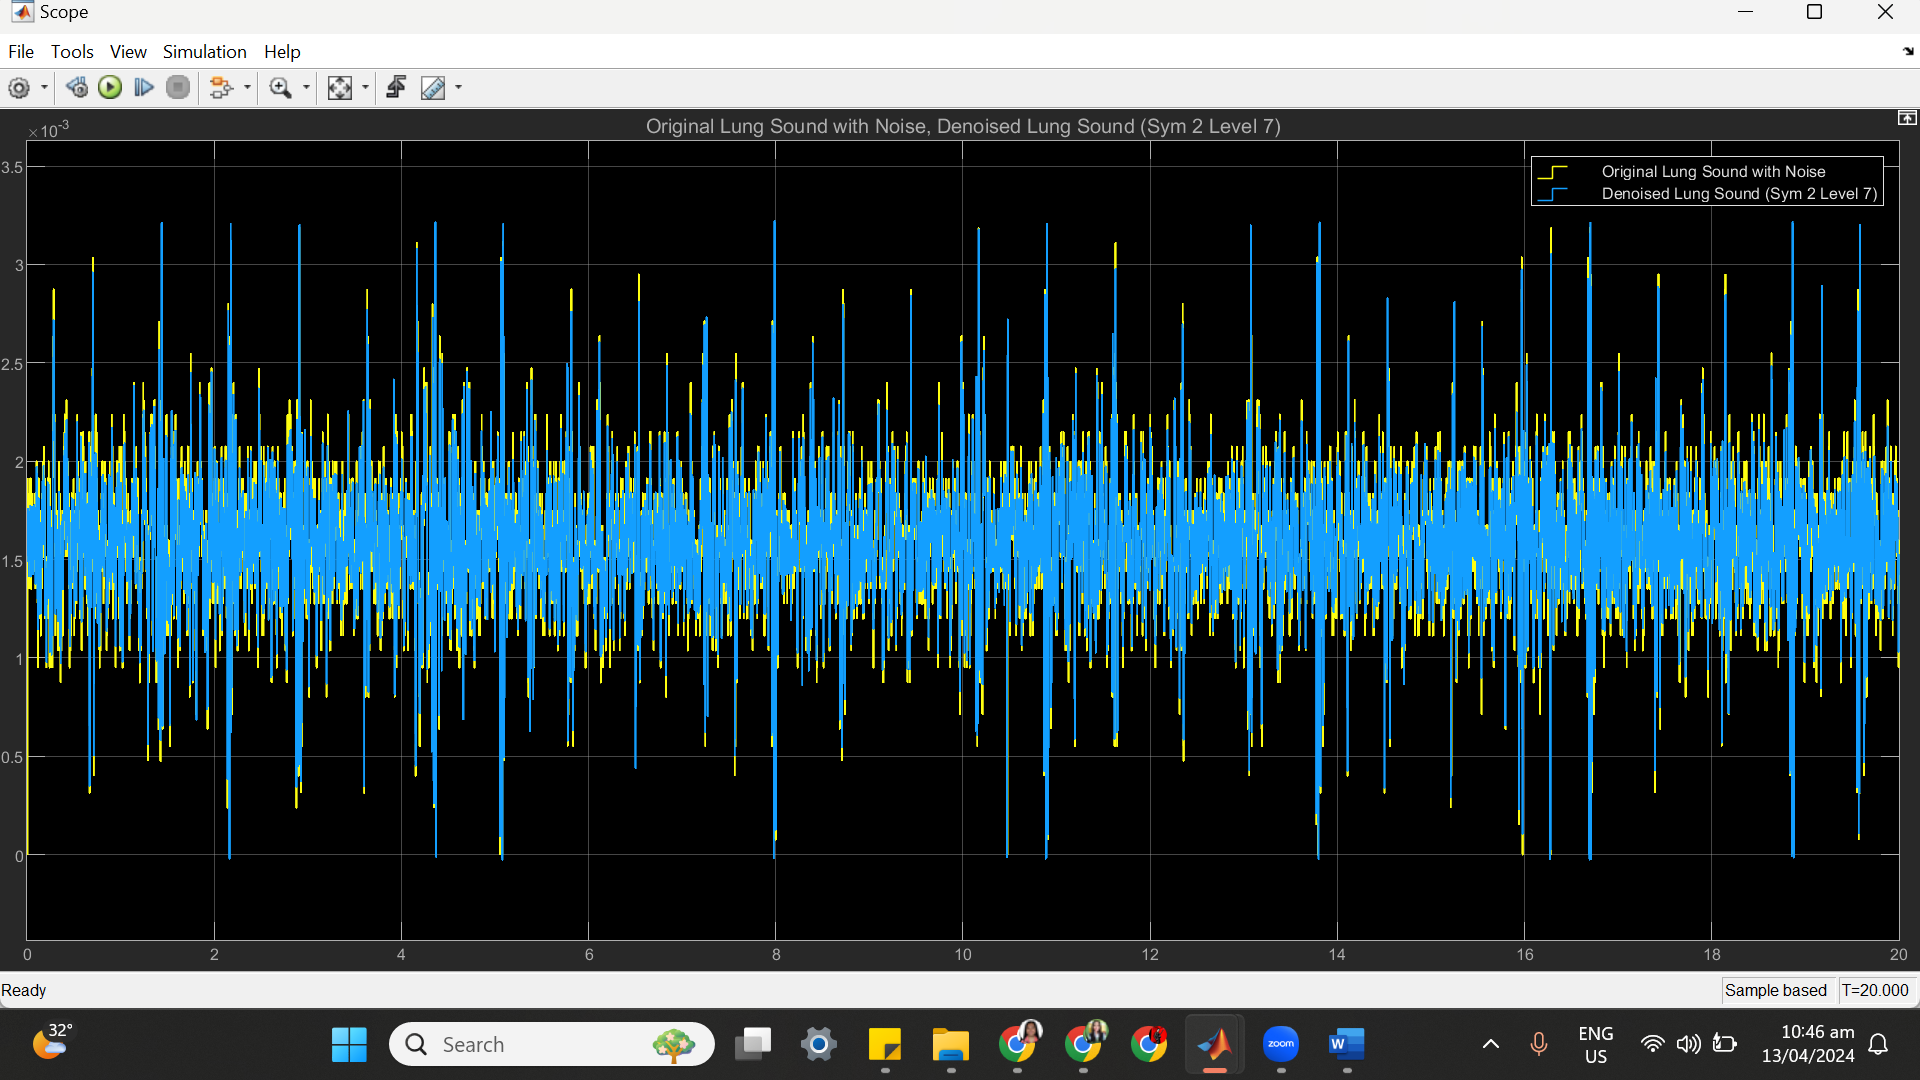 Scope
File Tools View Simulation Help
×10-3
Original Lung Sound with Noise, Denoised Lung Sound (Sym 2 Level 7)
Original Lung Sound with Noise
Denoised Lung Sound (Sym 2 Level 7)
3.5
3
2.5
2
1.5
1
0.5
0
0 2 4 6 8 10 12 14 16 18 20
Ready
Sample based T=20.000
32°
Search
zoom
W
ENG
US
10:46 am
13/04/2024